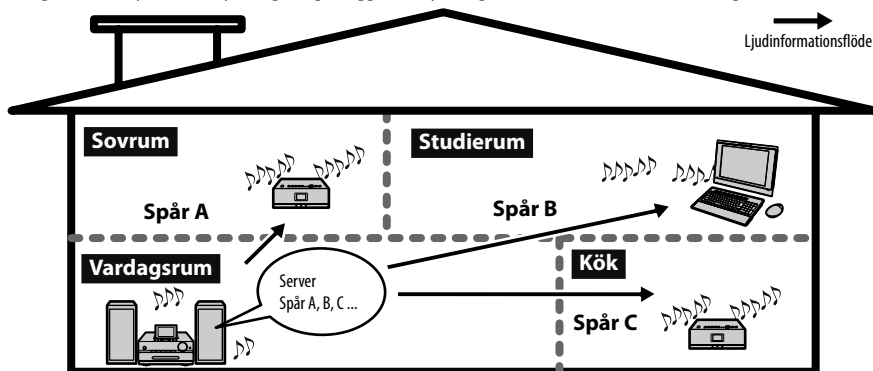 Ljudinformationsflöde
Sovrum
Studierum
Spår A
Spår B
Vardagsrum
Server
Spår A, B, C ...
Kök
Spår C